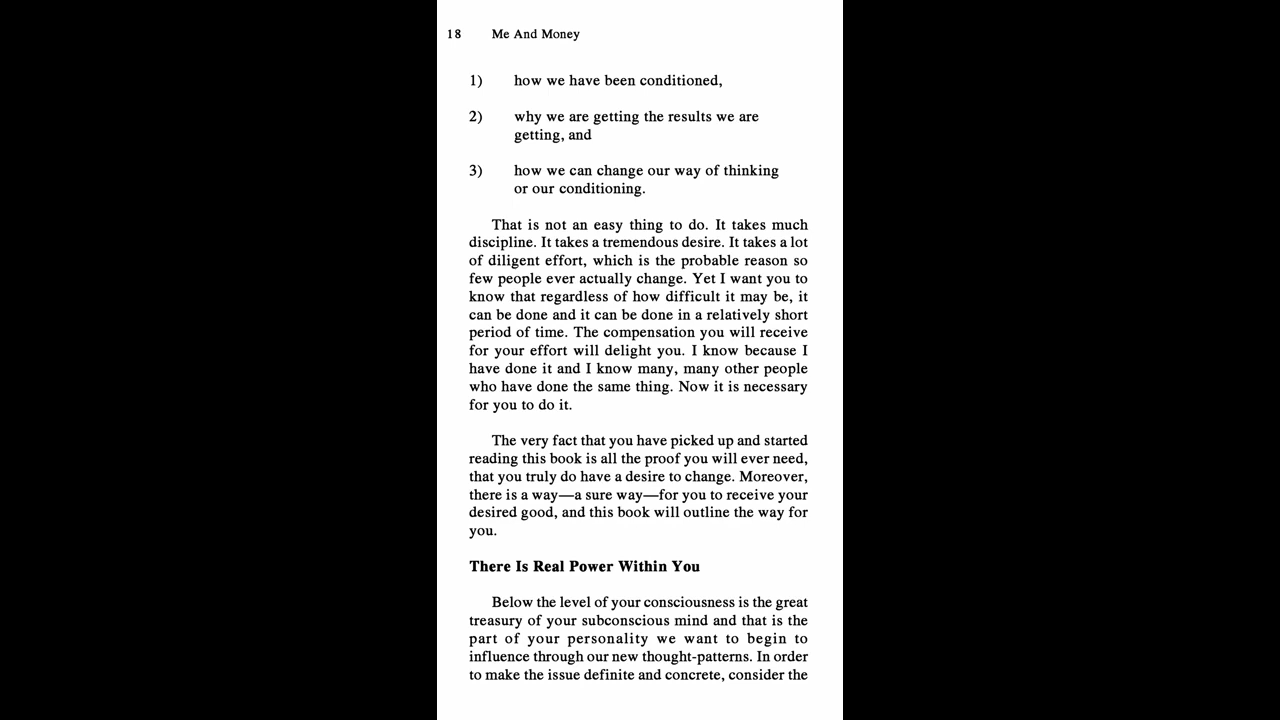 18 Me And Money
1) how we have been conditioned,
2) why we are getting the results we are
getting, and
3) how we can change our way of thinking
or our conditioning.
That is not an easy thing to do. It takes much
discipline. It takes a tremendous desire. It takes a lot
of diligent effort, which is the probable reason so
few people ever actually change. Yet I want you to
know that regardless of how difficult it may be, it
can be done and it can be done in a relatively short
period of time. The compensation you will receive
for your effort will delight you. I know because I
have done it and I know many, many other people
who have done the same thing. Now it is necessary
for you to do it.
The very fact that you have picked up and started
reading this book is all the proof you will ever need,
that you truly do have a desire to change. Moreover,
there is a way—a sure way—for you to receive your
desired good, and this book will outline the way for
you.
There Is Real Power Within You
Below the level of your consciousness is the great
treasury of your subconscious mind and that is the
part of your personality we want to begin to
influence through our new thought-patterns. In order
to make the issue definite and concrete, consider the